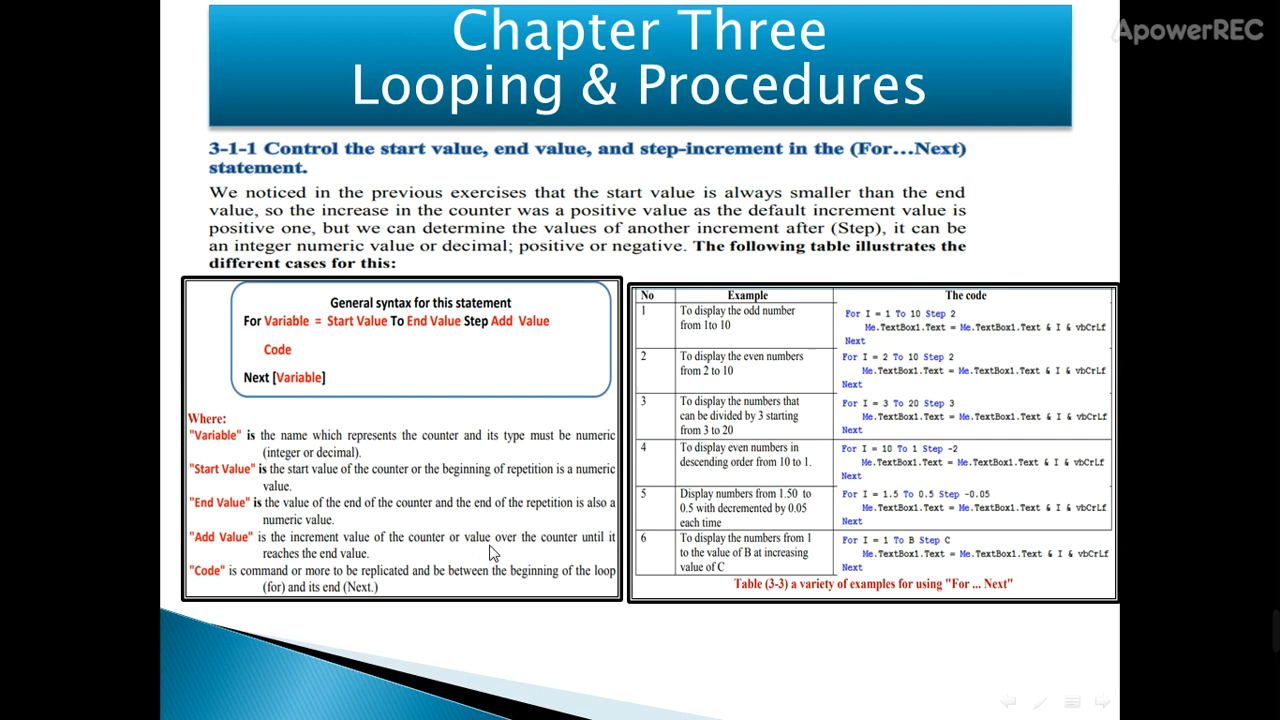 Chapter Three
Looping & Procedures
ApowerREC
3-1-1 Control the start value, end value, and step-increment in the (For…Next)
statement.
We noticed in the previous exercises that the start value is always smaller than the end
value, so the increase in the counter was a positive value as the default increment value is
positive one, but we can determine the values of another increment after (Step), it can be
an integer numeric value or decimal; positive or negative. The following table illustrates the
different cases for this:
General syntax for this statement
For Variable = Start Value To End Value Step Add Value
Code
Next [Variable]
Where:
"Variable" is the name which represents the counter and its type must be numeric
(integer or decimal).
"Start Value" is the start value of the counter or the beginning of repetition is a numeric
value.
"End Value" is the value of the end of the counter and the end of the repetition is also a
numeric value.
"Add Value" is the increment value of the counter or value over the counter until it
reaches the end value.
"Code" is command or more to be replicated and be between the beginning of the loop
(for) and its end (Next.)
No Example The code
1 To display the odd number
from 1to 10
For I = 1 To 10 Step 2
Me.TextBox1.Text = Me.TextBox1.Text & I & vbCrLf
Next
2 To display the even numbers
from 2 to 10
For I = 2 To 10 Step 2
Me.TextBox1.Text = Me.TextBox1.Text & I & vbCrLf
Next
3 To display the numbers that
can be divided by 3 starting
from 3 to 20
For I = 3 To 20 Step 3
Me.TextBox1.Text = Me.TextBox1.Text & I & vbCrLf
Next
4 To display even numbers in
descending order from 10 to 1.
For I = 10 To 1 Step -2
Me.TextBox1.Text = Me.TextBox1.Text & I & vbCrLf
Next
5 Display numbers from 1.50 to
0.5 with decremented by 0.05
each time
For I = 1.5 To 0.5 Step -0.05
Me.TextBox1.Text = Me.TextBox1.Text & I & vbCrLf
Next
6 To display the numbers from 1
to the value of B at increasing
value of C
For I = 1 To B Step C
Me.TextBox1.Text = Me.TextBox1.Text & I & vbCrLf
Next
Table (3-3) a variety of examples for using "For ... Next"